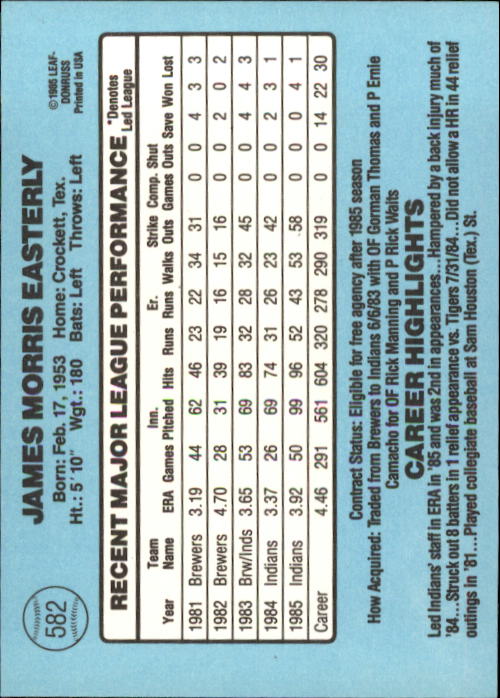 582
JAMES MORRIS EASTERLY
©1985 LEAF-
DONRUSS
Printed in USA
Born: Feb. 17, 1953 Home: Crockett, Tex.
Ht.: 5' 10" Wgt.: 180 Bats: Left Throws: Left
RECENT MAJOR LEAGUE PERFORMANCE *Denotes
Led League
Team Inn. Er. Strike Comp. Shut
Year Name ERA Games Pitched Hits Runs Runs Walks Outs Games Outs Save Won Lost
1981 Brewers 3.19 44 62 46 23 22 34 31 0 0 4 3 3
1982 Brewers 4.70 28 31 39 19 16 15 16 0 0 2 0 2
1983 Brw/Inds 3.65 53 69 83 32 28 32 45 0 0 4 4 3
1984 Indians 3.37 26 69 74 31 26 23 42 0 0 2 3 1
1985 Indians 3.92 50 99 96 52 43 53 58 0 0 0 4 1
Career 4.46 291 561 604 320 278 290 319 0 0 14 22 30
Contract Status: Eligible for free agency after 1985 season
How Acquired: Traded from Brewers to Indians 6/6/83 with OF Gorman Thomas and P Ernie
Camacho for OF Rick Manning and P Rick Waits
CAREER HIGHLIGHTS
Led Indians' staff in ERA in '85 and was 2nd in appearances...Hampered by a back injury much of
'84...Struck out 8 batters in 1 relief appearance vs. Tigers 7/31/84...Did not allow a HR in 44 relief
outings in '81...Played collegiate baseball at Sam Houston (Tex.) St.